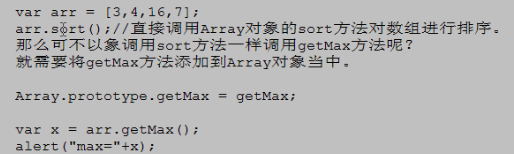 var arr = [3,4,16,7];
arr.sort();//直接调用Array对象的sort方法对数组进行排序。
那么可不以象调用sort方法一样调用getMax方法呢?
就需要将getMax方法添加到Array对象当中。
Array.prototype.getMax = getMax;
var x = arr.getMax();
alert("max="+x);